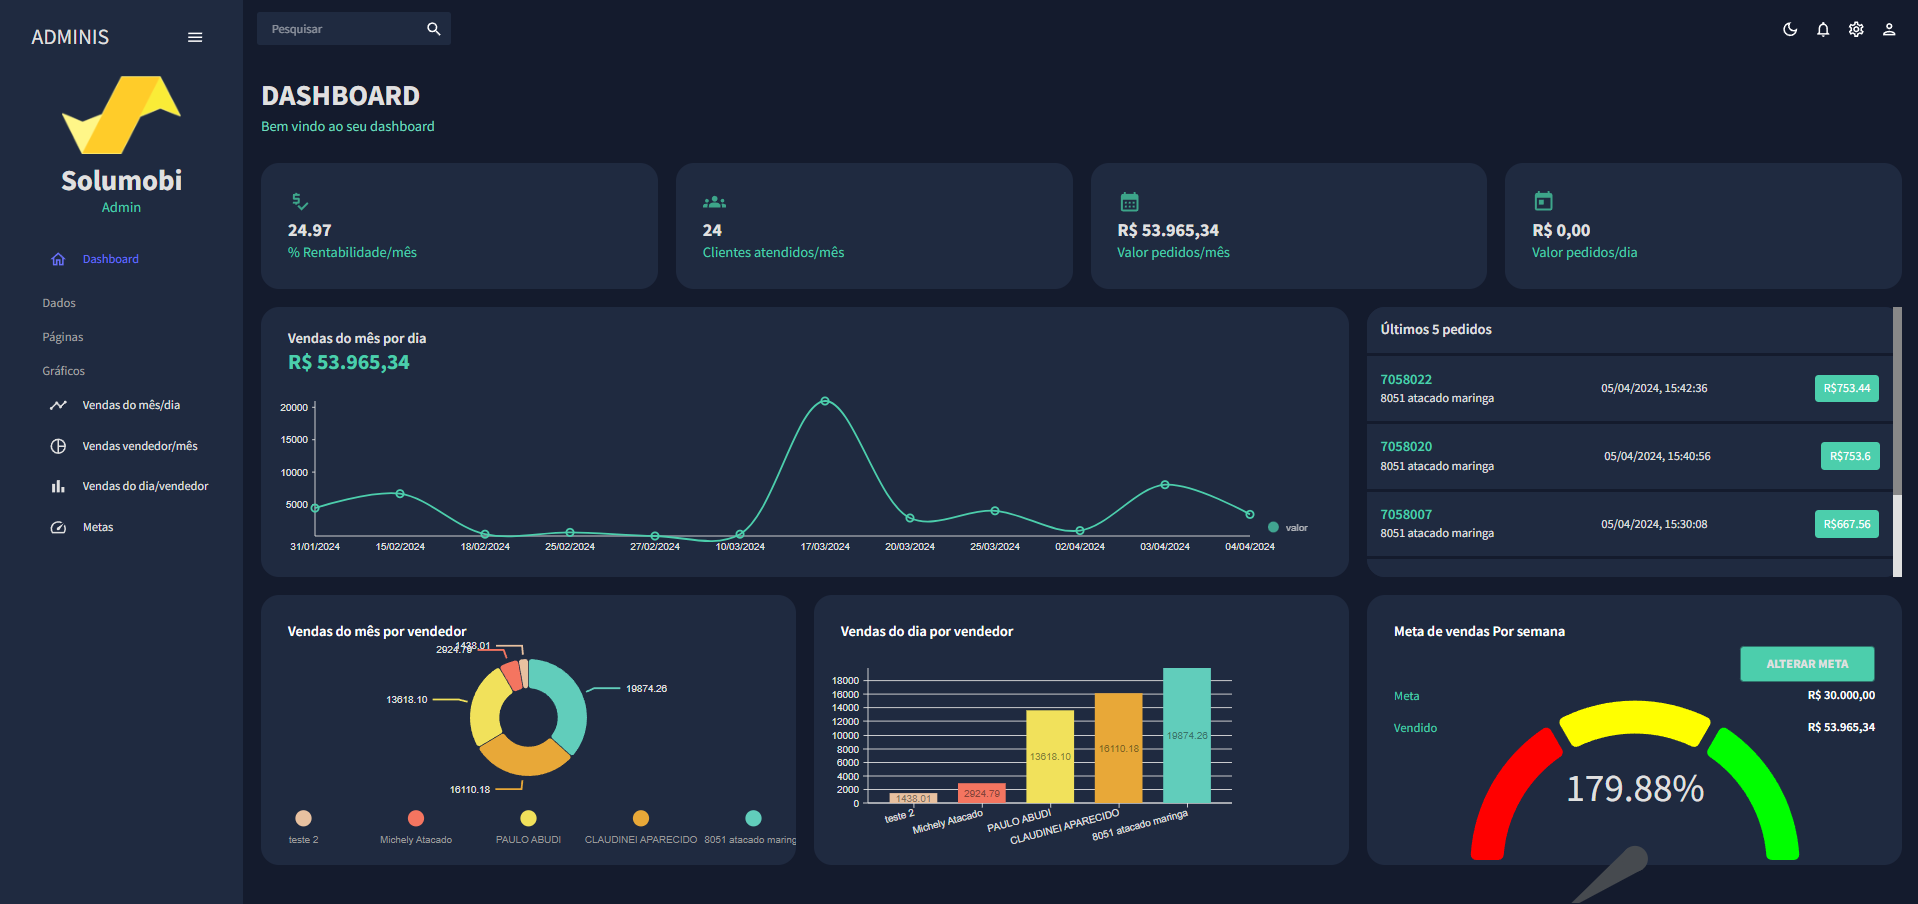 ADMINIS
Solumobi
Admin
Dashboard
Dados
Páginas
Gráficos
Vendas do mês/dia
Vendas vendedor/mês
Vendas do dia/vendedor
Metas
Pesquisar
DASHBOARD
Bem vindo ao seu dashboard
24.97
% Rentabilidade/mês
24
Clientes atendidos/mês
R$ 53.965,34
Valor pedidos/mês
R$ 0,00
Valor pedidos/dia
Vendas do mês por dia
R$ 53.965,34
20000
15000
10000
5000
31/01/2024 15/02/2024 18/02/2024 25/02/2024 27/02/2024 10/03/2024 17/03/2024 20/03/2024 25/03/2024 02/04/2024 03/04/2024 04/04/2024
valor
Últimos 5 pedidos
7058022
8051 atacado maringa
05/04/2024, 15:42:36
R$753.44
7058020
8051 atacado maringa
05/04/2024, 15:40:56
R$753.6
7058007
8051 atacado maringa
05/04/2024, 15:30:08
R$667.56
Vendas do mês por vendedor
1438.01
2924.79
19874.26
13618.10
16110.18
teste 2 Michely Atacado PAULO ABUDI CLAUDINEI APARECIDO 8051 atacado maring
Vendas do dia por vendedor
18000
16000
14000
12000
10000
8000
6000
4000
2000
0
1438.01 2924.79 13618.10 16110.18 19874.26
teste 2 Michely Atacado PAULO ABUDI CLAUDINEI APARECIDO 8051 atacado maringa
Meta de vendas Por semana
ALTERAR META
Meta R$ 30.000,00
Vendido R$ 53.965,34
179.88%